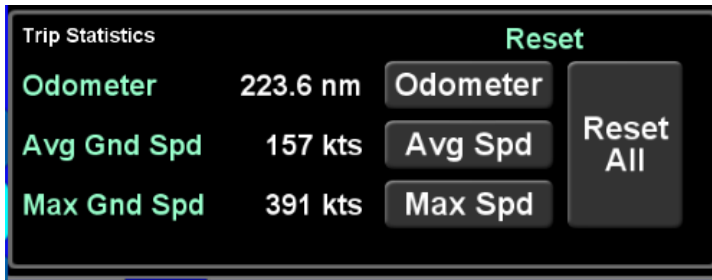 Trip Statistics Reset
Odometer 223.6 nm Odometer
Avg Gnd Spd 157 kts Avg Spd
Max Gnd Spd 391 kts Max Spd
Reset
All